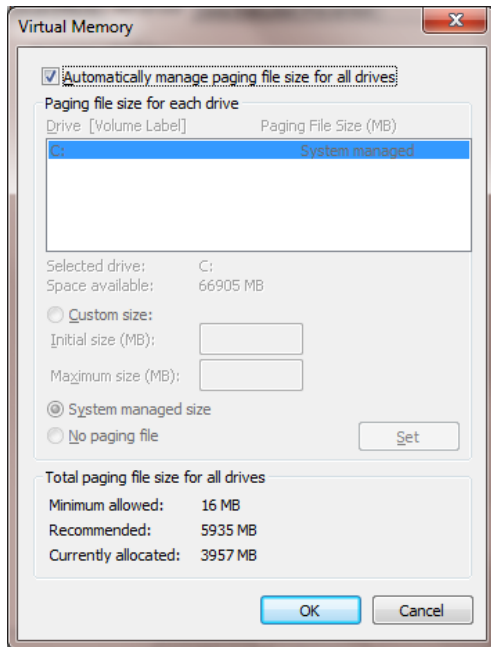 Virtual Memory
Automatically manage paging file size for all drives
Paging file size for each drive
Drive [Volume Label] Paging File Size (MB)
C: System managed
Selected drive: C:
Space available: 66905 MB
Custom size:
Initial size (MB):
Maximum size (MB):
System managed size
No paging file Set
Total paging file size for all drives
Minimum allowed: 16 MB
Recommended: 5935 MB
Currently allocated: 3957 MB
OK Cancel